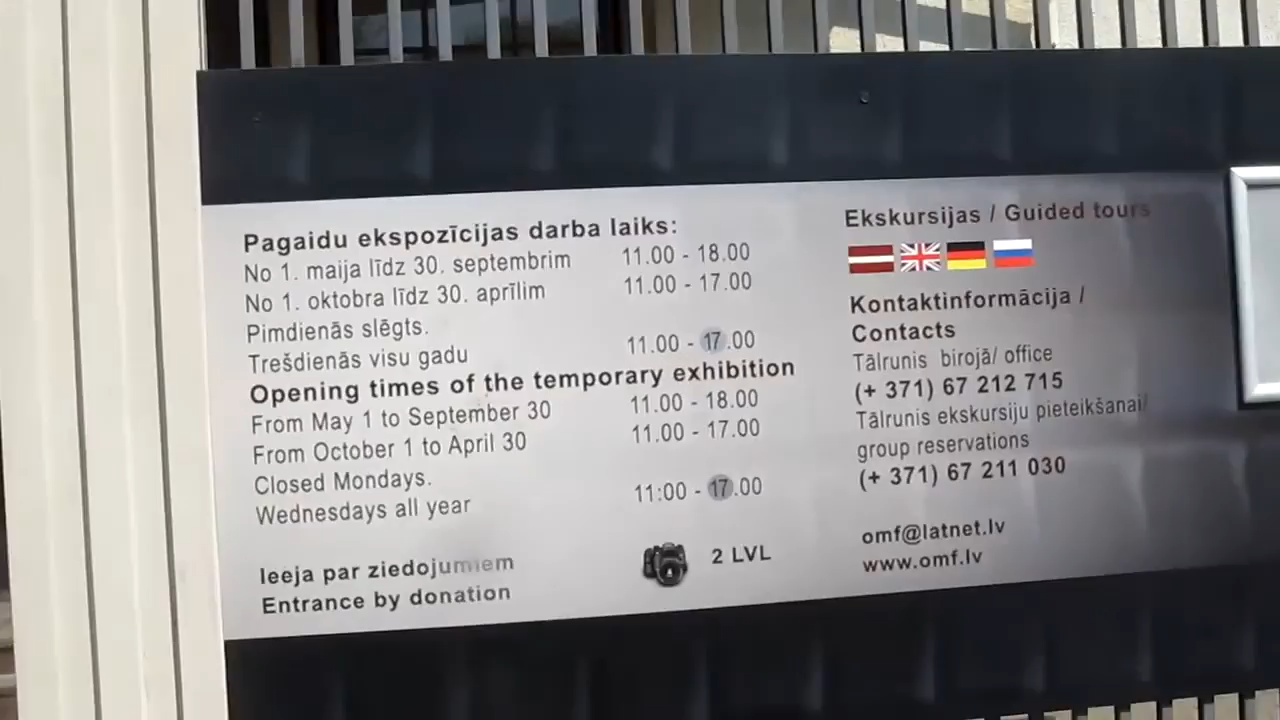 Pagaidu ekspozīcijas darba laiks:
No 1. maija līdz 30. septembrim 11.00 - 18.00
No 1. oktobra līdz 30. aprīlim 11.00 - 17.00
Pimdienās slēgts.
Trešdienās visu gadu 11.00 - 17.00
Opening times of the temporary exhibition
From May 1 to September 30 11.00 - 18.00
From October 1 to April 30 11.00 - 17.00
Closed Mondays.
Wednesdays all year 11:00 - 17.00
Ieeja par ziedojumiem
Entrance by donation
2 LVL
Ekskursijas / Guided tours
Kontaktinformācija /
Contacts
Tālrunis birojā/ office
(+ 371) 67 212 715
Tālrunis ekskursiju pieteikšanai/
group reservations
(+ 371) 67 211 030
omf@latnet.lv
www.omf.lv